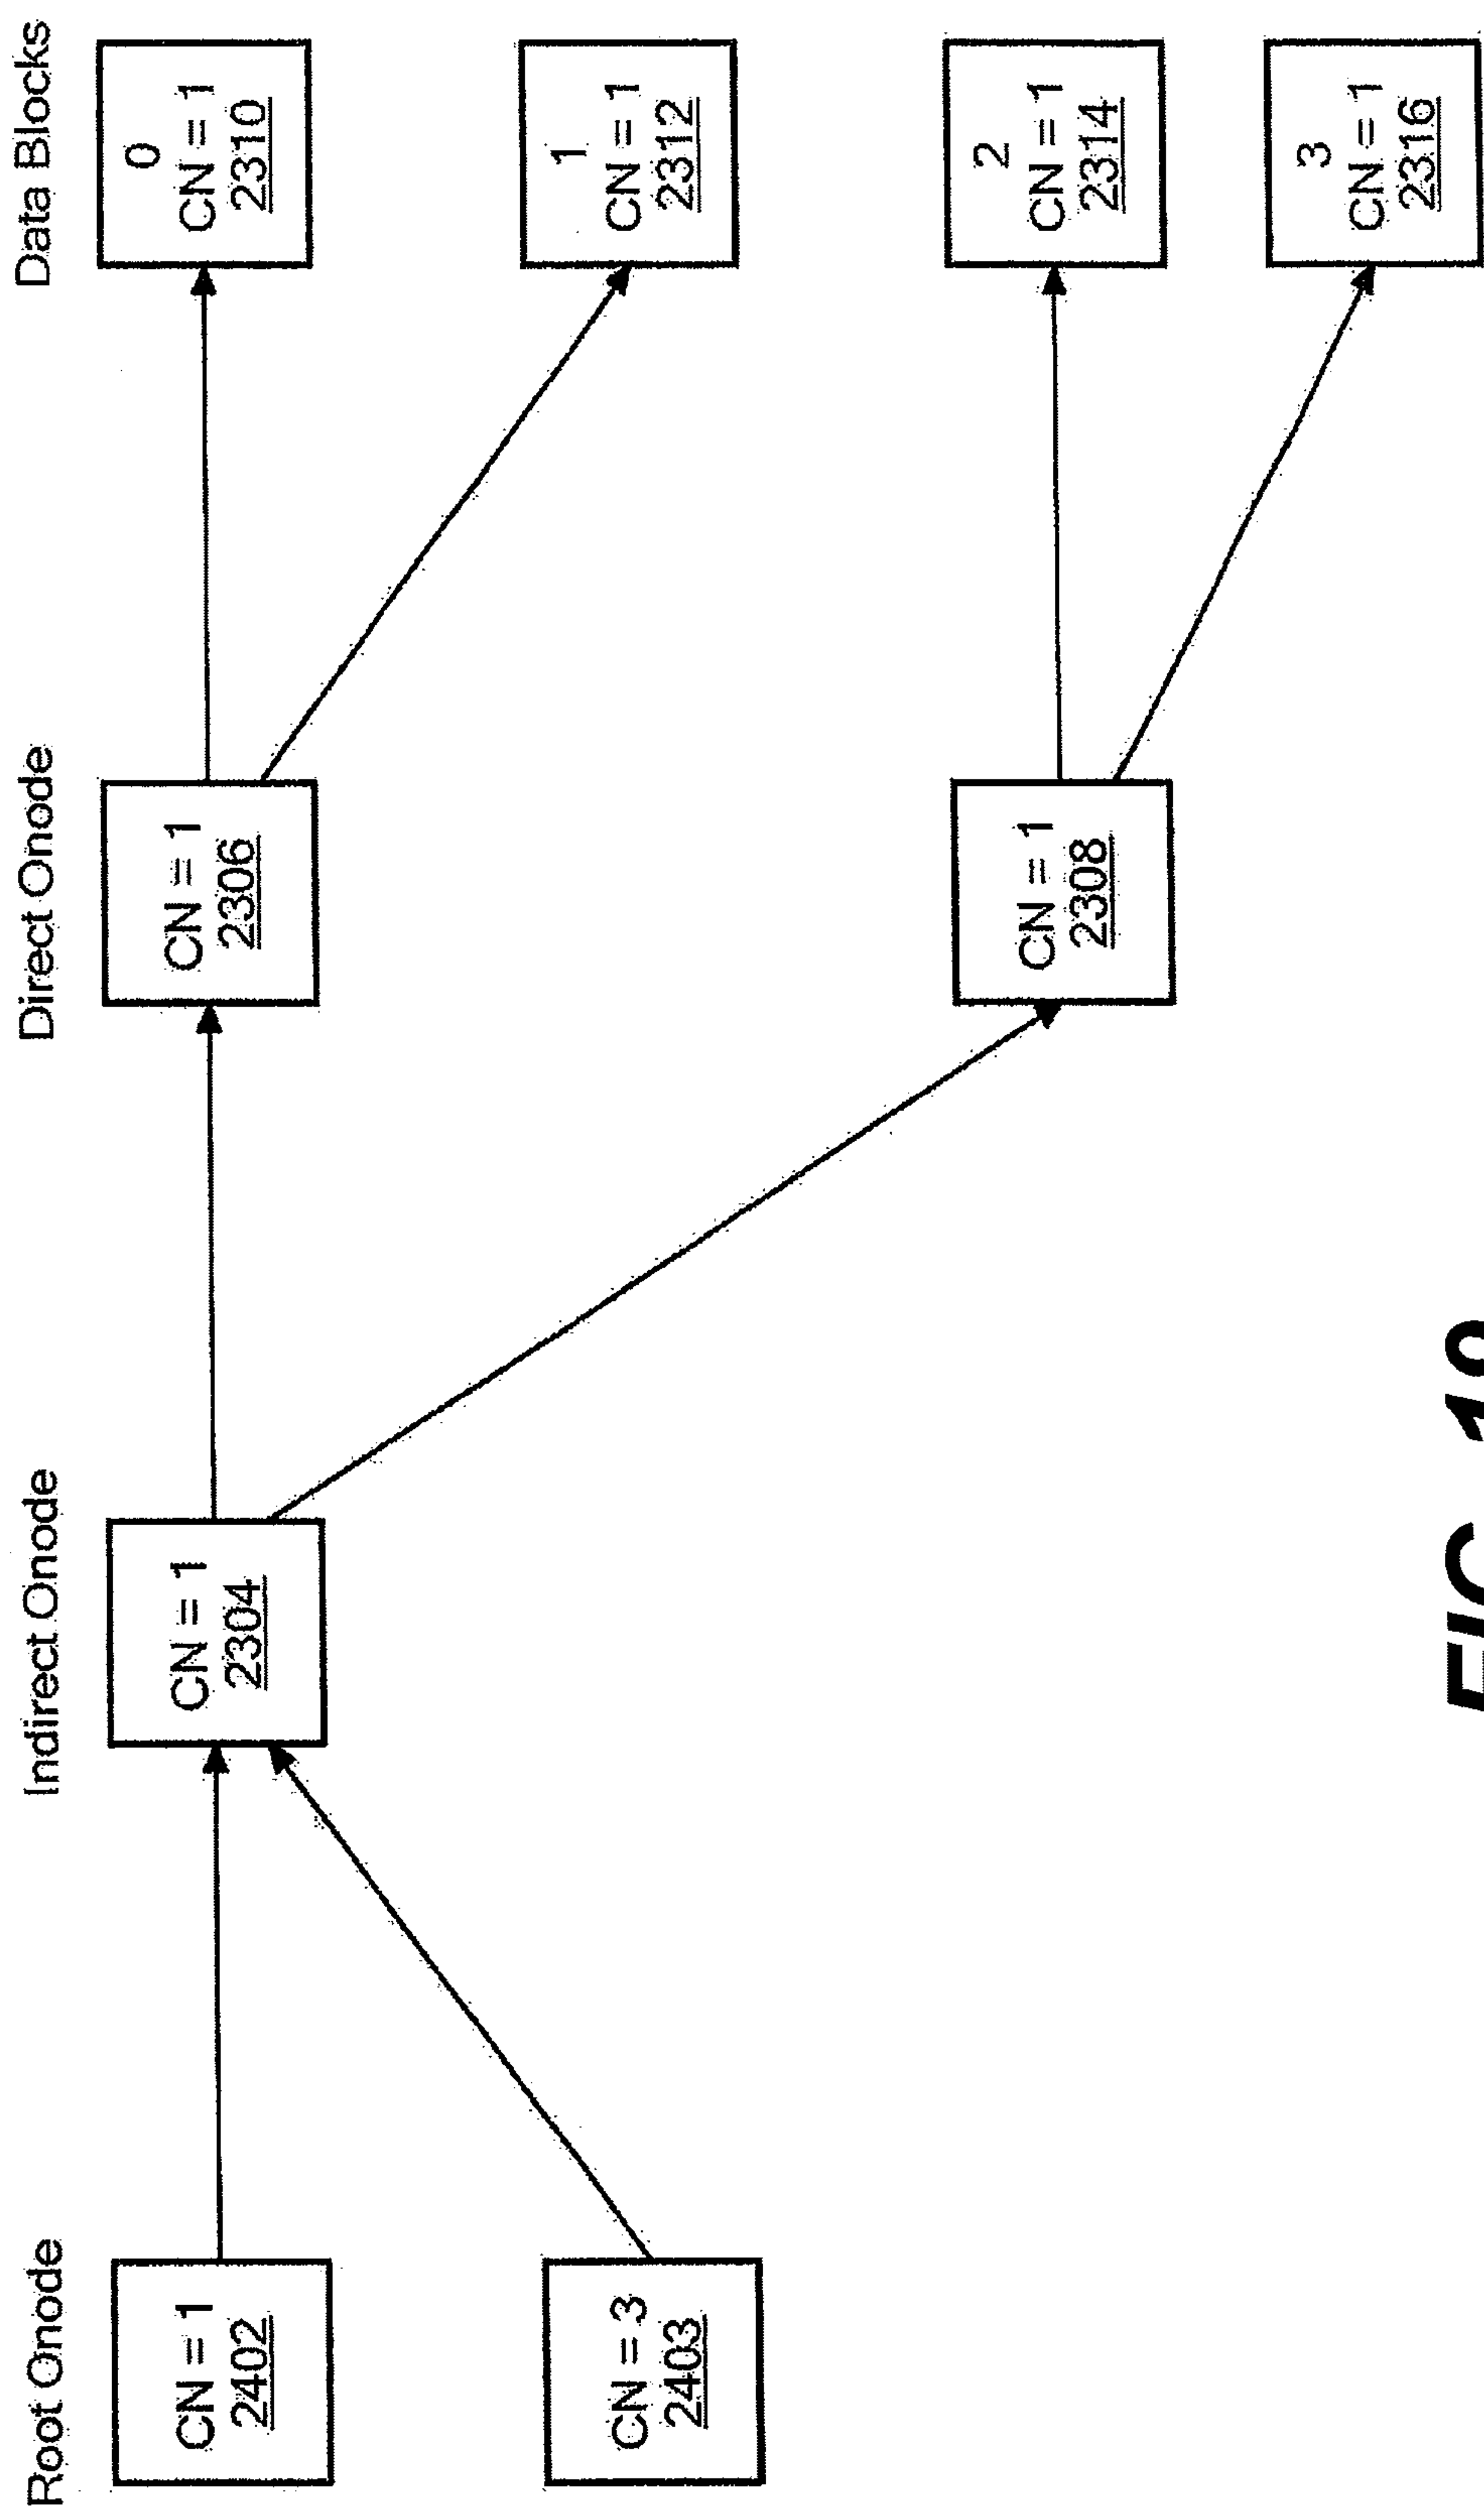 Root Onode
Indirect Onode
Direct Onode
Data Blocks
CN = 1
2402
CN = 1
2304
CN = 1
2306
0
CN = 1
2310
CN = 3
2403
1
CN = 1
2312
CN = 1
2308
2
CN = 1
2314
3
CN = 1
2316
FIG.